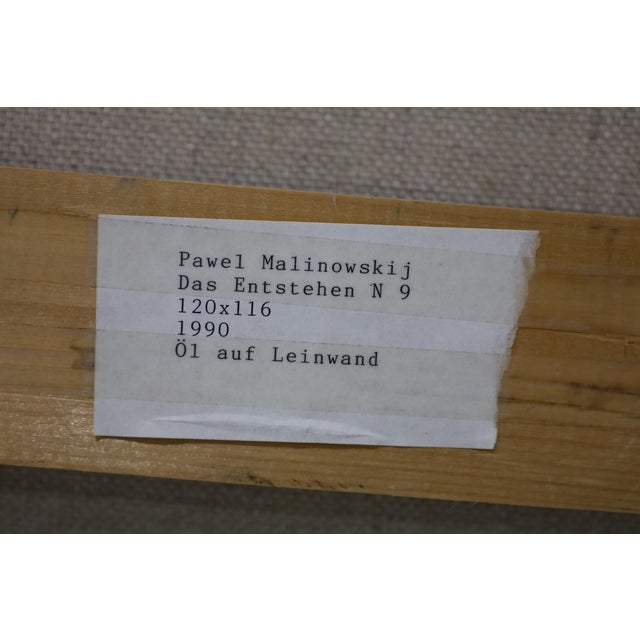 Pawel Malinowskij
Das Entstehen N 9
120x116
1990
Öl auf Leinwand